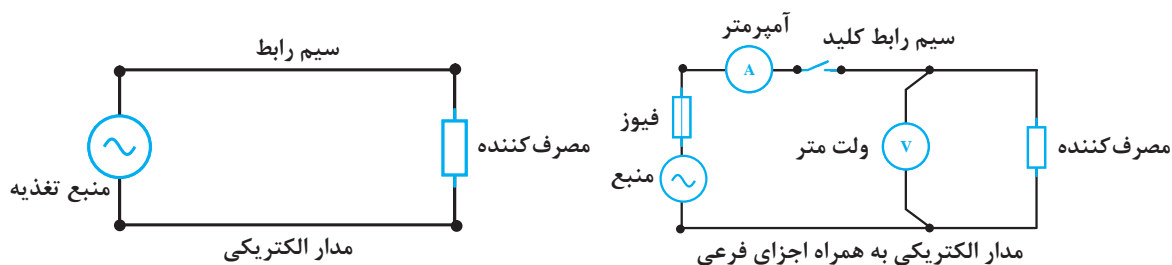 سیم رابط
مصرف‌کننده
منبع تغذیه
مدار الکتریکی
آمپرمتر
سیم رابط کلید
A
فیوز
ولت متر
V
مصرف‌کننده
منبع
مدار الکتریکی به همراه اجزای فرعی